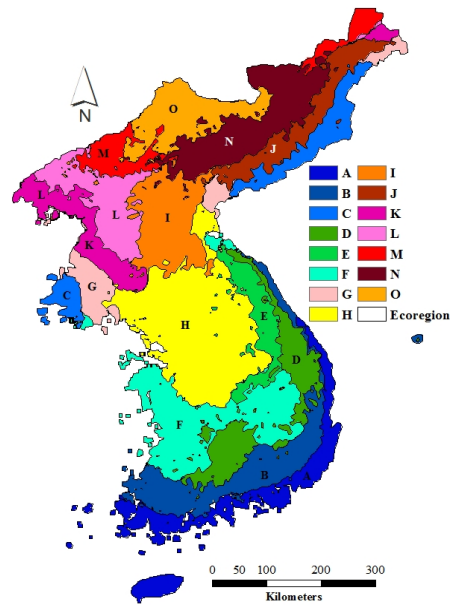 N
O
M
N
J
L
L
I
K
G
C
H
E
D
F
B
A
A I
B J
C K
D L
E M
F N
G O
H Ecoregion
0 50 100 200 300
Kilometers